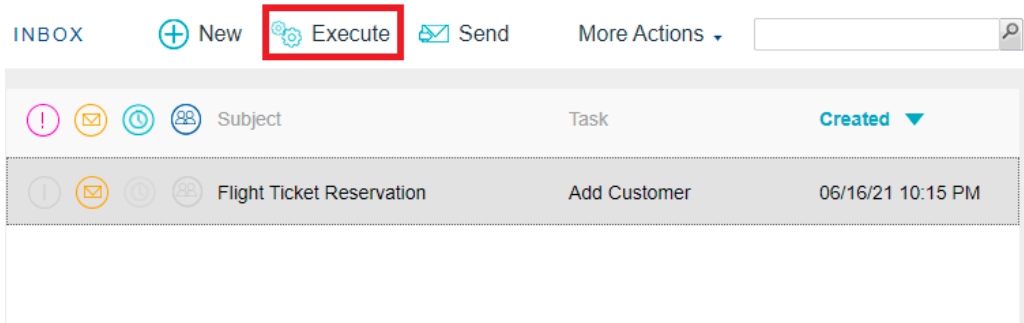 INBOX New Execute Send More Actions
Subject Task Created
Flight Ticket Reservation Add Customer 06/16/21 10:15 PM